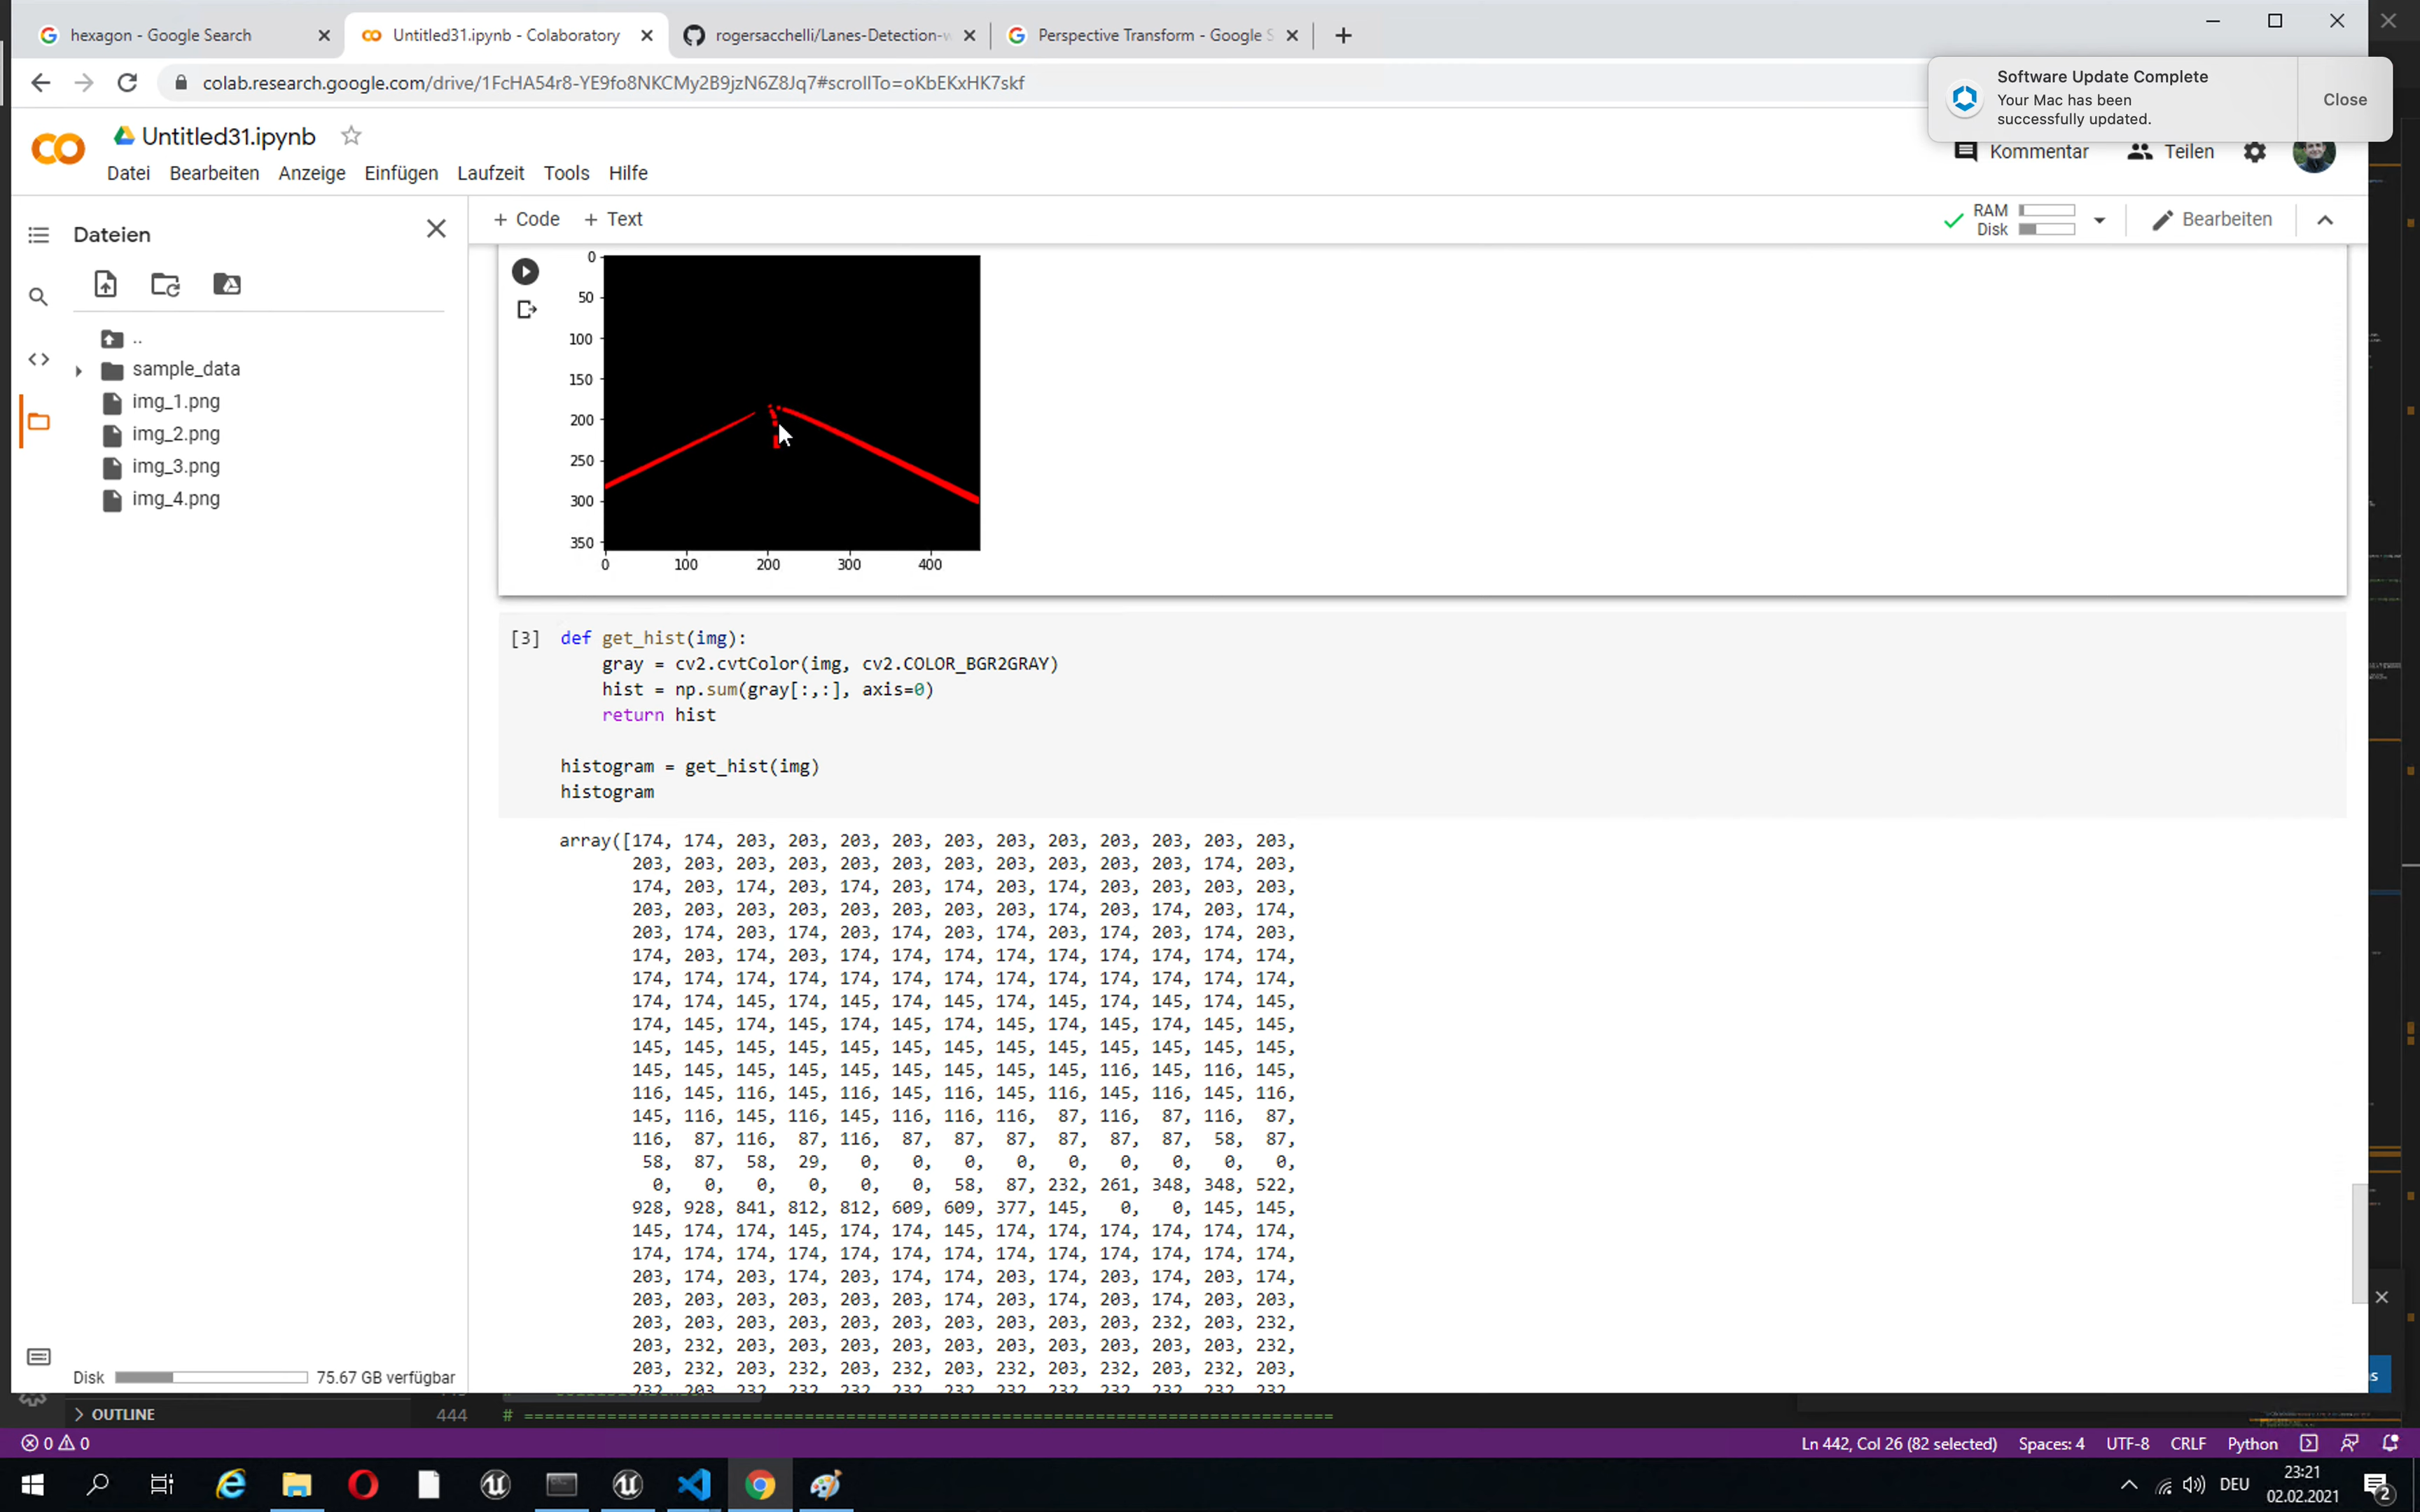 hexagon - Google Search
Untitled31.ipynb - Colaboratory
rogersacchelli/Lanes-Detection-w
Perspective Transform - Google S
colab.research.google.com/drive/1FcHA54r8-YE9fo8NKCMy2B9jzN6Z8Jq7#scrollTo=oKbEKxHK7skf
Software Update Complete
Your Mac has been
successfully updated.
Close
Untitled31.ipynb
Datei Bearbeiten Anzeige Einfügen Laufzeit Tools Hilfe
Kommentar
Teilen
Dateien
+ Code + Text
RAM
Disk
Bearbeiten
..
sample_data
img_1.png
img_2.png
img_3.png
img_4.png
0
50
100
150
200
250
300
350
0 100 200 300 400
[3] def get_hist(img):
gray = cv2.cvtColor(img, cv2.COLOR_BGR2GRAY)
hist = np.sum(gray[:,:], axis=0)
return hist
histogram = get_hist(img)
histogram
array([174, 174, 203, 203, 203, 203, 203, 203, 203, 203, 203, 203, 203,
203, 203, 203, 203, 203, 203, 203, 203, 203, 203, 203, 174, 203,
174, 203, 174, 203, 174, 203, 174, 203, 174, 203, 203, 203, 203,
203, 203, 203, 203, 203, 203, 203, 203, 174, 203, 174, 203, 174,
203, 174, 203, 174, 203, 174, 203, 174, 203, 174, 203, 174, 203,
174, 203, 174, 203, 174, 174, 174, 174, 174, 174, 174, 174, 174,
174, 174, 174, 174, 174, 174, 174, 174, 174, 174, 174, 174, 174,
174, 174, 145, 174, 145, 174, 145, 174, 145, 174, 145, 174, 145,
174, 145, 174, 145, 174, 145, 174, 145, 174, 145, 174, 145, 145,
145, 145, 145, 145, 145, 145, 145, 145, 145, 145, 145, 145, 145,
145, 145, 145, 145, 145, 145, 145, 145, 145, 116, 145, 116, 145,
116, 145, 116, 145, 116, 145, 116, 145, 116, 145, 116, 145, 116,
145, 116, 145, 116, 145, 116, 116, 116, 87, 116, 87, 116, 87,
116, 87, 116, 87, 116, 87, 87, 87, 87, 87, 87, 58, 87,
58, 87, 58, 29, 0, 0, 0, 0, 0, 0, 0, 0, 0,
0, 0, 0, 0, 0, 0, 58, 87, 232, 261, 348, 348, 522,
928, 928, 841, 812, 812, 609, 609, 377, 145, 0, 0, 145, 145,
145, 174, 174, 145, 174, 174, 145, 174, 174, 174, 174, 174, 174,
174, 174, 174, 174, 174, 174, 174, 174, 174, 174, 174, 174, 174,
203, 174, 203, 174, 203, 174, 174, 203, 174, 203, 174, 203, 174,
203, 203, 203, 203, 203, 203, 174, 203, 174, 203, 174, 203, 203,
203, 203, 203, 203, 203, 203, 203, 203, 203, 203, 232, 203, 232,
203, 232, 203, 203, 203, 203, 203, 203, 203, 203, 203, 203, 232,
203, 232, 203, 232, 203, 232, 203, 232, 203, 232, 203, 232, 203,
232, 203, 232, 232, 232, 232, 232, 232, 232, 232, 232, 232, 232,
Disk 75.67 GB verfügbar
OUTLINE
444 # ==============================================================================
0 0
Ln 442, Col 26 (82 selected) Spaces: 4 UTF-8 CRLF Python
DEU
23:21
02.02.2021
2